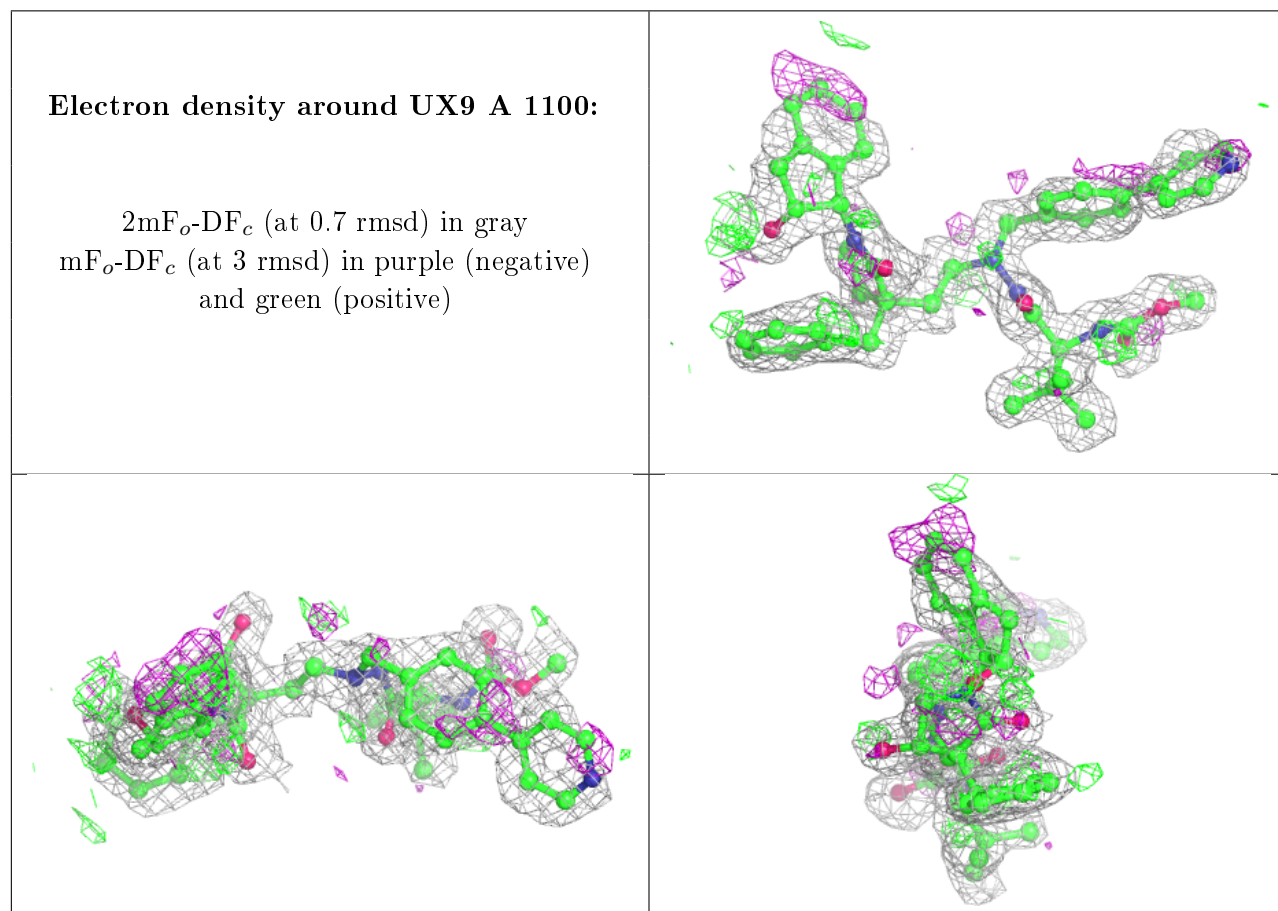 Electron density around UX9 A 1100:
2mFo-DFc (at 0.7 rmsd) in gray
mFo-DFc (at 3 rmsd) in purple (negative)
and green (positive)